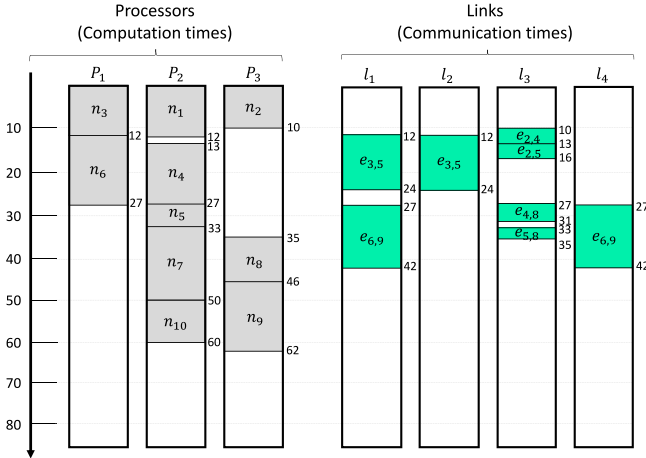 Processors
(Computation times)
Links
(Communication times)
P₁ P₂ P₃ l₁ l₂ l₃ l₄
n₃ n₁ n₂
10 12 12 10 12 12 10
e₂,₄
13 13
e₂,₅
16
n₆ n₄ e₃,₅ e₃,₅
20 24 24
27 27 27 27 27
n₅ e₄,₈
30 31
33 33
e₅,₈
35 35
e₆,₉ e₆,₉
n₇ n₈
40 42 42
46
50 50
n₁₀ n₉
60 60 62
70
80